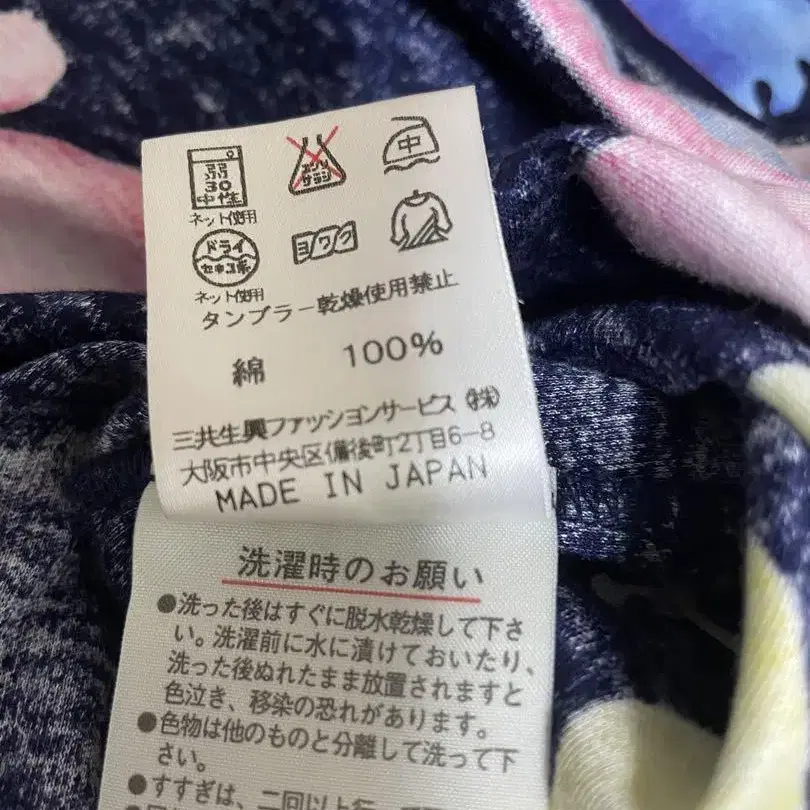 弱
30
中性
エンソ
サラシ
中
ネット使用
ドライ
セキユ系
ヨワク
ネット使用
タンブラー乾燥使用禁止
綿 100%
三共生興ファッションサービス ㈱
大阪市中央区備後町2丁目6-8
MADE IN JAPAN
洗濯時のお願い
●洗った後はすぐに脱水乾燥して下さ
い。洗濯前に水に漬けておいたり、
洗った後ぬれたまま放置されますと
色泣き、移染の恐れがあります。
●色物は他のものと分離して洗って下
さい。
●すすぎは、二回以上行